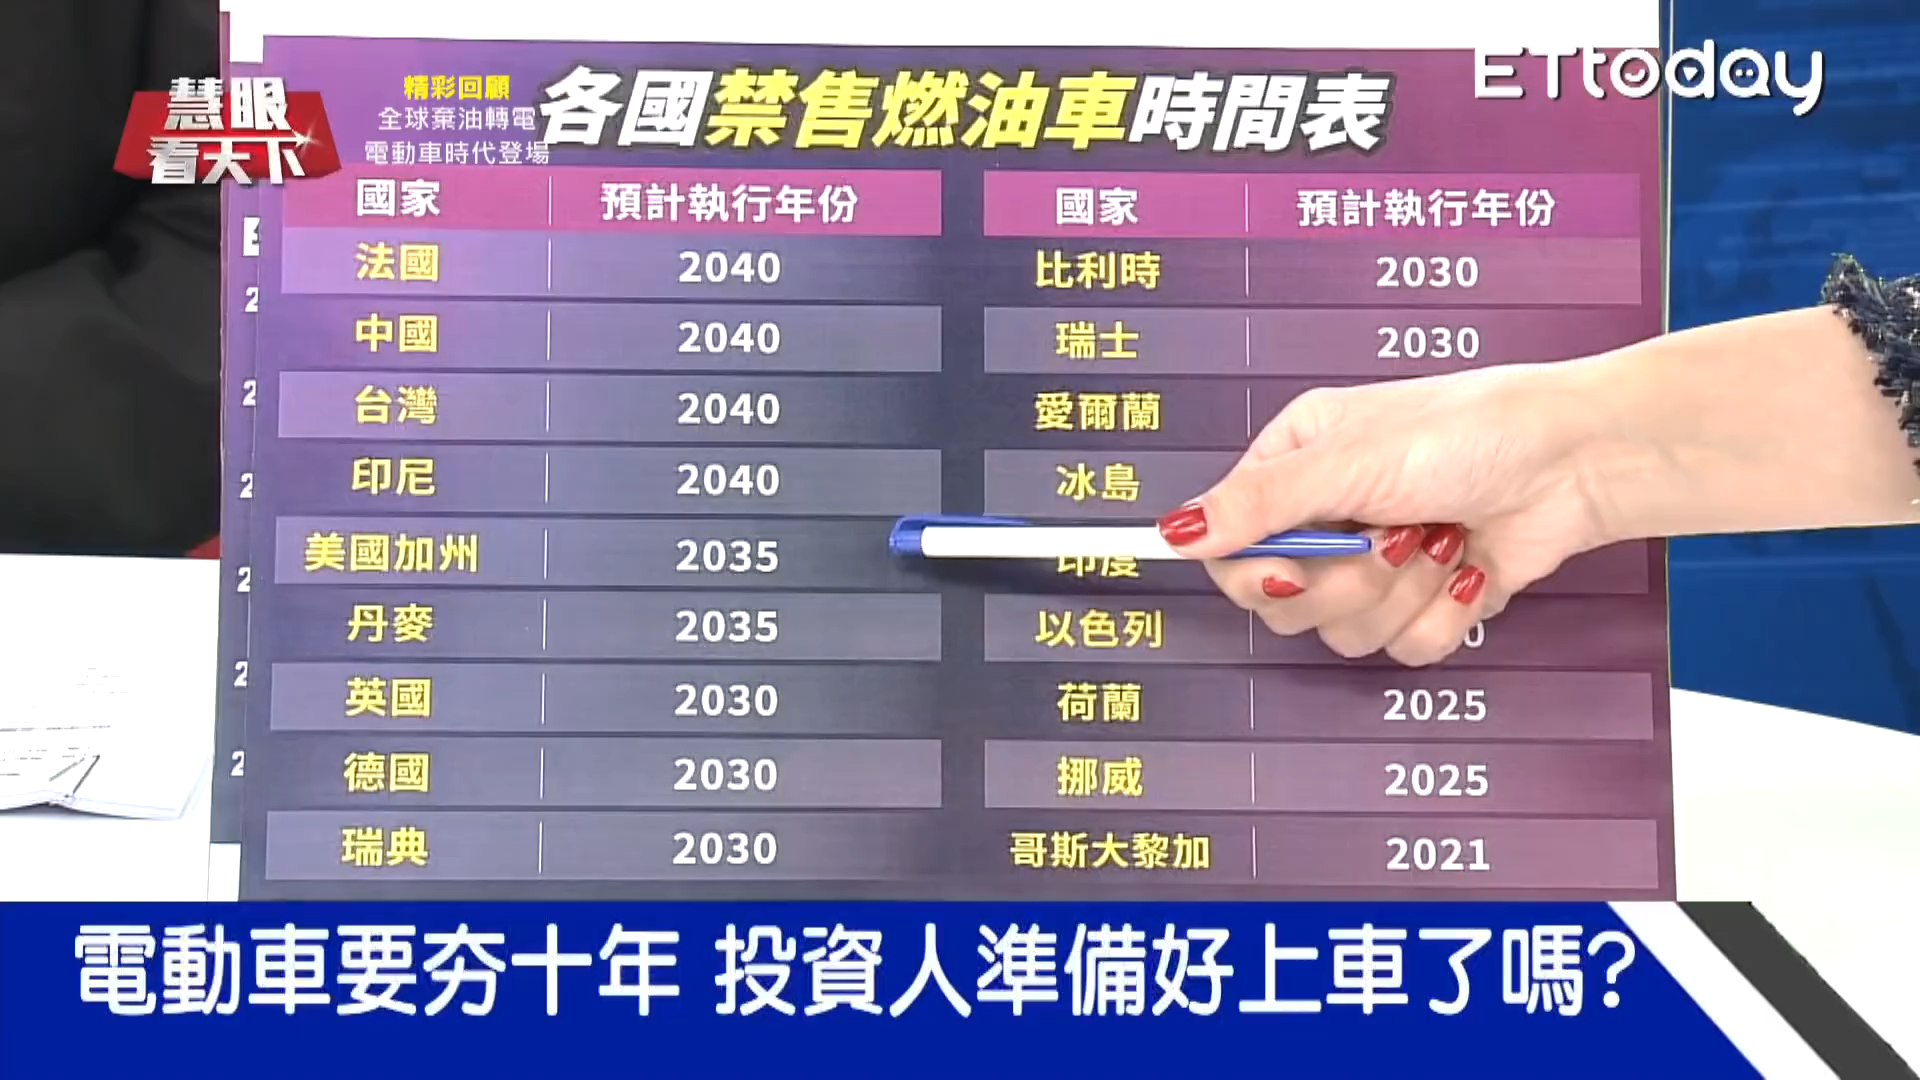 ETtoday
慧眼
看天下
精彩回顧
全球棄油轉電
電動車時代登場
各國禁售燃油車時間表
國家 預計執行年份
法國 2040
中國 2040
台灣 2040
印尼 2040
美國加州 2035
丹麥 2035
英國 2030
德國 2030
瑞典 2030
國家 預計執行年份
比利時 2030
瑞士 2030
愛爾蘭
冰島
印度
以色列
荷蘭 2025
挪威 2025
哥斯大黎加 2021
電動車要夯十年 投資人準備好上車了嗎?